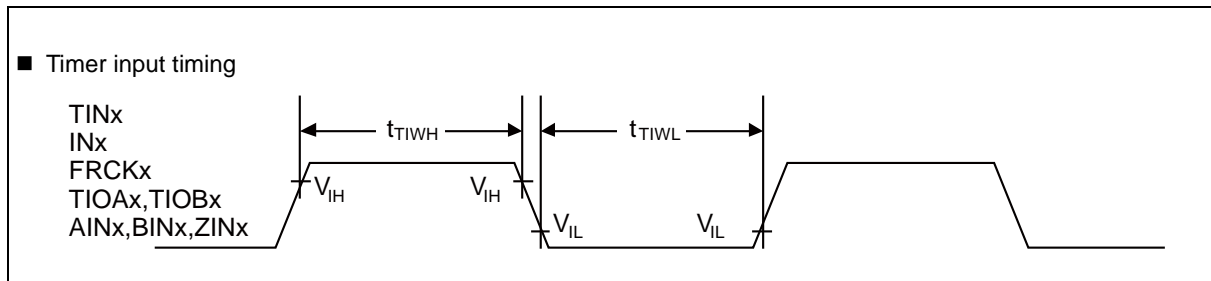 ■ Timer input timing
TINx
INx
FRCKx
TIOAx,TIOBx
AINx,BINx,ZINx
tTIWH
tTIWL
VIH
VIH
VIL
VIL